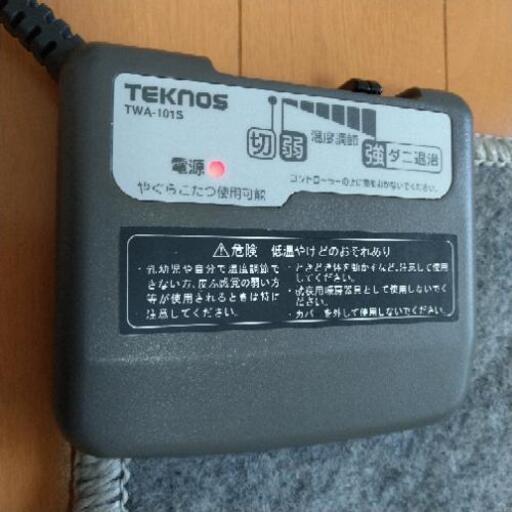 TEKNOS
TWA-101S
切 弱 温度調節 強 ダニ退治
電源
コントローラーの上に物をおかないでください。
やぐらこたつ使用可能
⚠危険 低温やけどのおそれあり
・乳幼児や自分で温度調節で
きない方、皮ふ感覚の弱い方
等が使用されるときは特に
注意してください。
・ときどき体を動かすなど、注意して使用
してください。
・就寝用暖房器具として使用しないでく
ださい。
・カバーを外して使用しないでください。